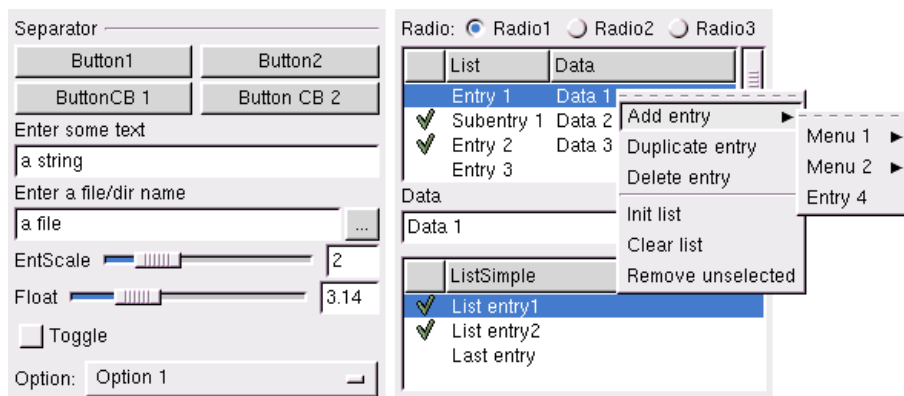 Separator
Button1 Button2
ButtonCB 1 Button CB 2
Enter some text
a string
Enter a file/dir name
a file ...
EntScale 2
Float 3.14
Toggle
Option: Option 1
Radio: Radio1 Radio2 Radio3
List Data
Entry 1 Data 1
Subentry 1 Data 2
Entry 2 Data 3
Entry 3
Data
Data 1
ListSimple
List entry1
List entry2
Last entry
Add entry
Duplicate entry
Delete entry
Init list
Clear list
Remove unselected
Menu 1
Menu 2
Entry 4